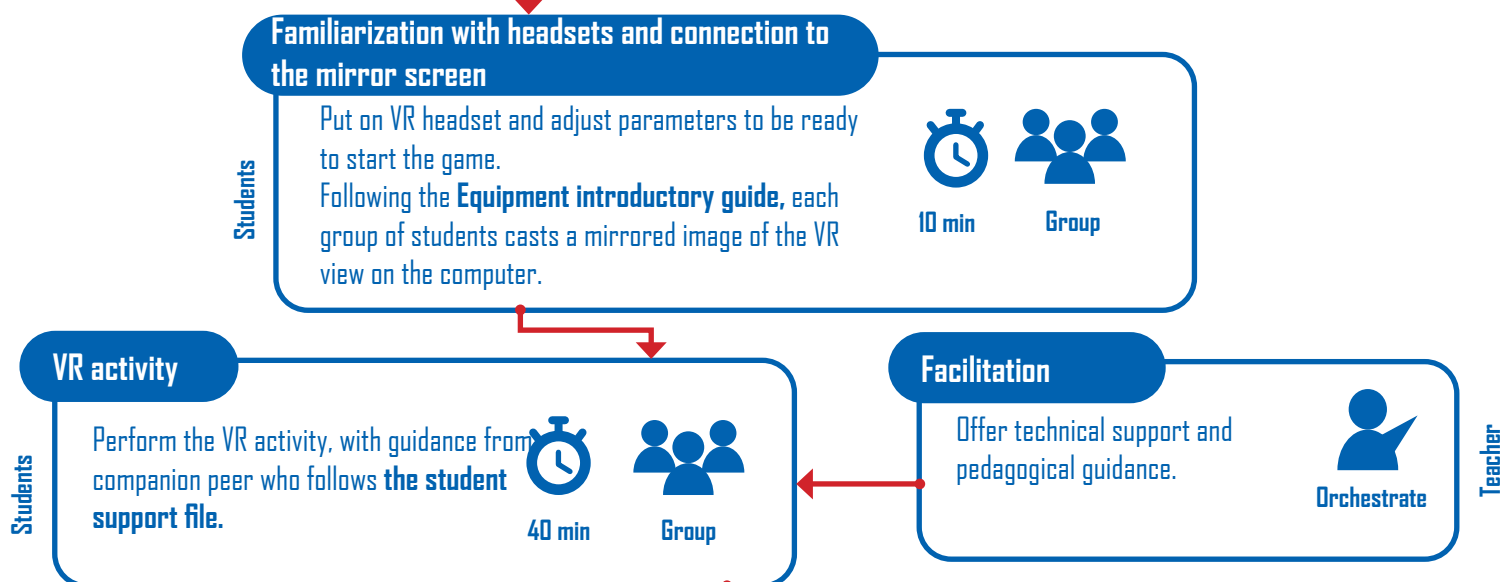 Familiarization with headsets and connection to
the mirror screen
Put on VR headset and adjust parameters to be ready
to start the game.
Following the Equipment introductory guide, each
group of students casts a mirrored image of the VR
view on the computer.
Students
10 min
Group
VR activity
Perform the VR activity, with guidance from
companion peer who follows the student
support file.
Students
40 min
Group
Facilitation
Offer technical support and
pedagogical guidance.
Orchestrate
Teacher